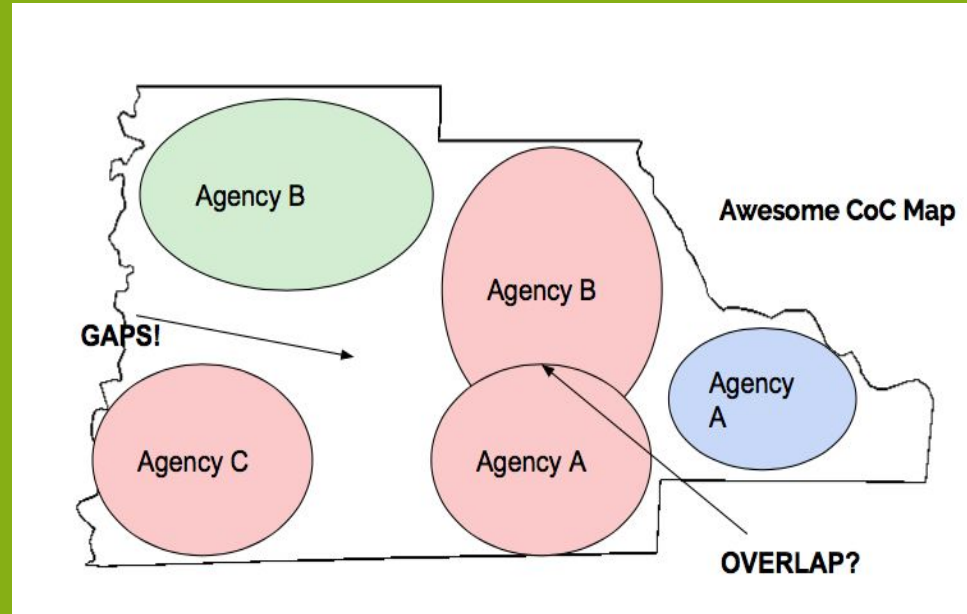 Agency B
Awesome CoC Map
Agency B
GAPS!
Agency
A
Agency C
Agency A
OVERLAP?